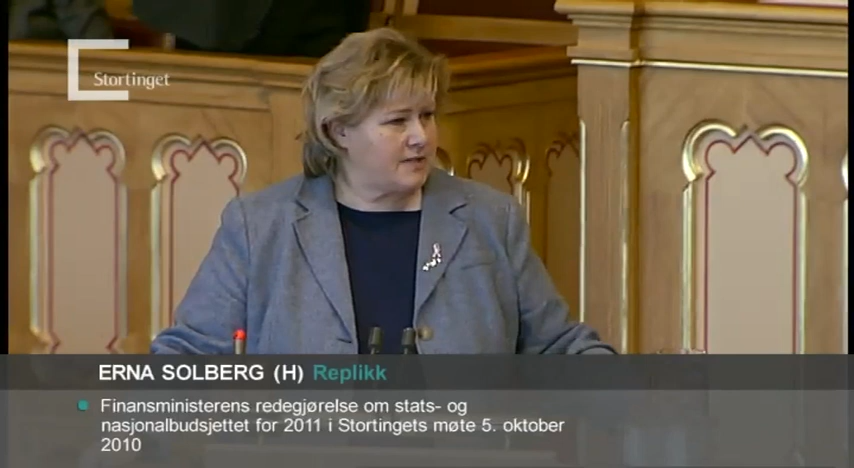 Stortinget
ERNA SOLBERG (H) Replikk
Finansministerens redegjørelse om stats- og
nasjonalbudsjettet for 2011 i Stortingets møte 5. oktober
2010